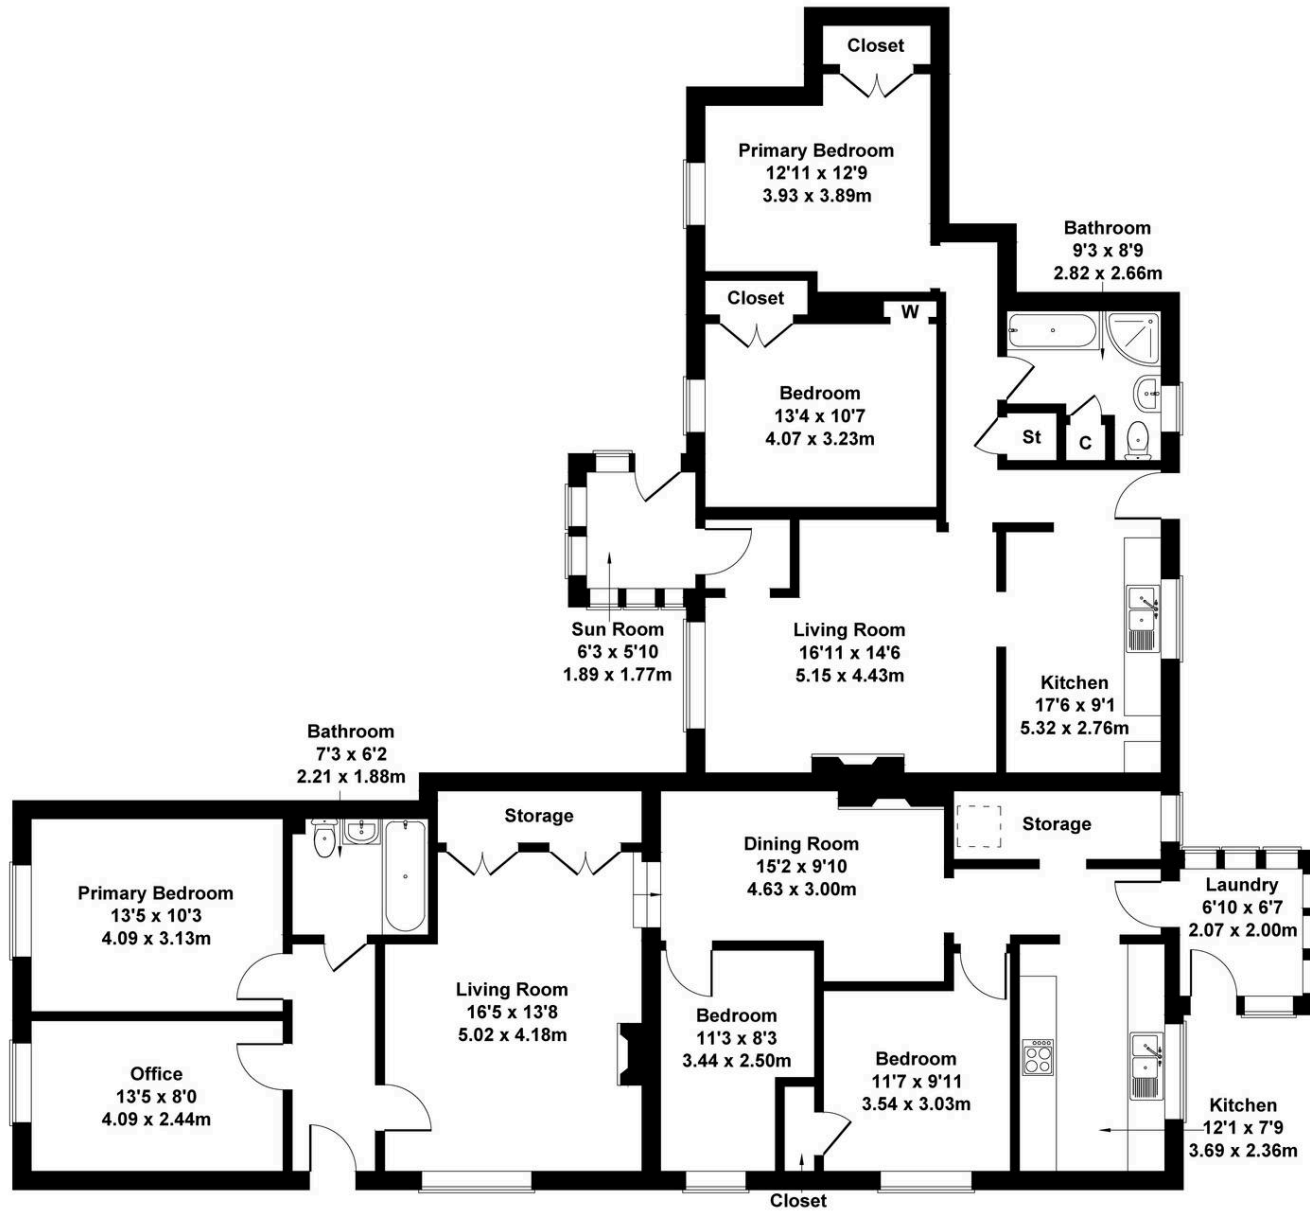 Closet
Primary Bedroom
12'11 x 12'9
3.93 x 3.89m
Bathroom
9'3 x 8'9
2.82 x 2.66m
Closet
W
Bedroom
13'4 x 10'7
4.07 x 3.23m
St
C
Sun Room
6'3 x 5'10
1.89 x 1.77m
Living Room
16'11 x 14'6
5.15 x 4.43m
Kitchen
17'6 x 9'1
5.32 x 2.76m
Bathroom
7'3 x 6'2
2.21 x 1.88m
Storage
Dining Room
15'2 x 9'10
4.63 x 3.00m
Storage
Laundry
6'10 x 6'7
2.07 x 2.00m
Primary Bedroom
13'5 x 10'3
4.09 x 3.13m
Living Room
16'5 x 13'8
5.02 x 4.18m
Bedroom
11'3 x 8'3
3.44 x 2.50m
Bedroom
11'7 x 9'11
3.54 x 3.03m
Office
13'5 x 8'0
4.09 x 2.44m
Kitchen
12'1 x 7'9
3.69 x 2.36m
Closet